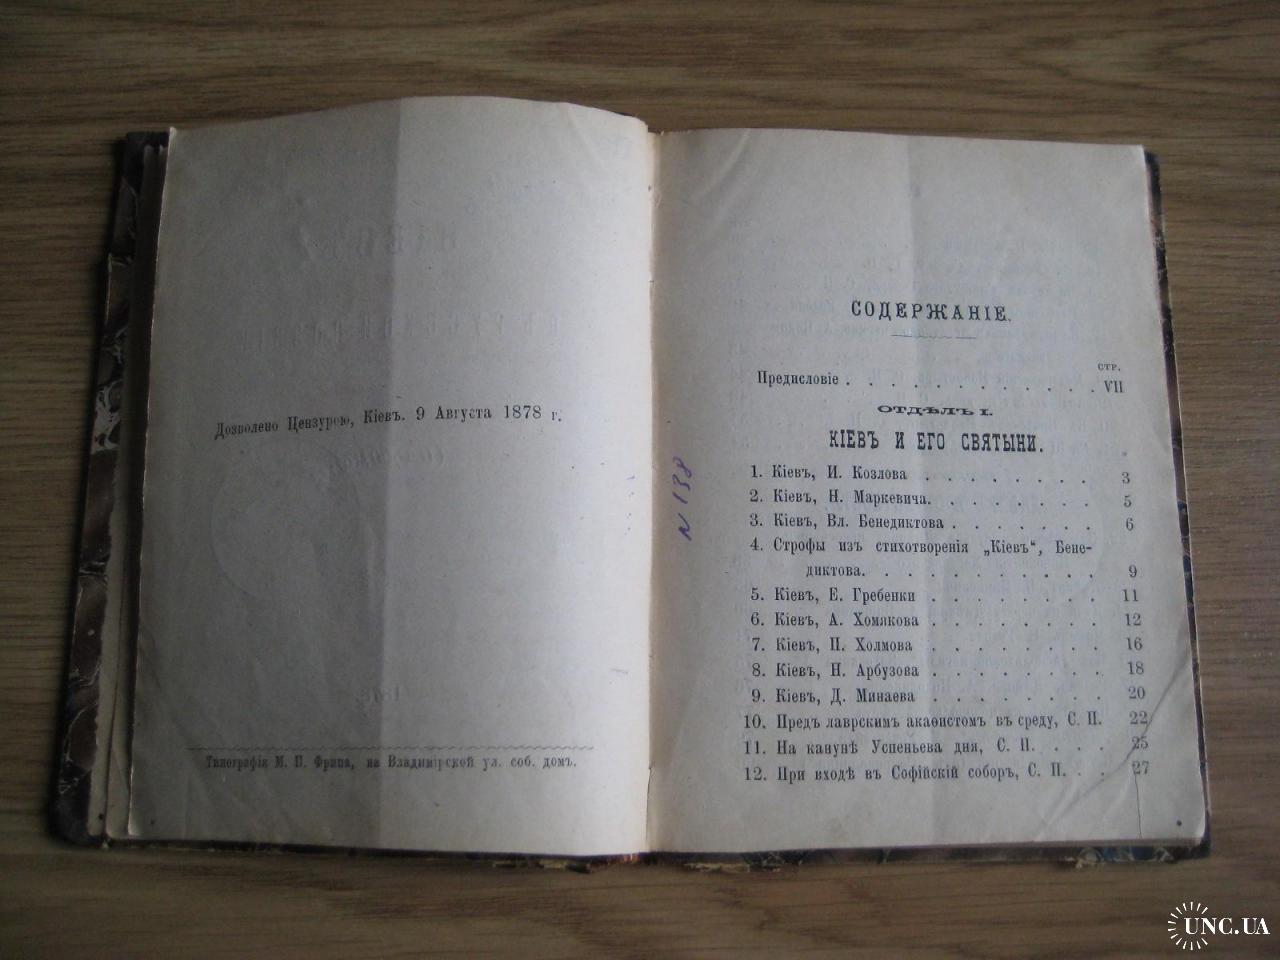 Дозволено Цензурою, Кіевъ. 9 Августа 1878 г.
Типографія М. П. Фрица, на Владимірской ул. соб. домъ.
N 138
СОДЕРЖАНІЕ.
СТР.
Предисловіе . . . . . . . . . . . . . VII
ОТДѢЛЪ I.
КІЕВЪ И ЕГО СВЯТЫНИ.
1. Кіевъ, И. Козлова . . . . . . . . 3
2. Кіевъ, Н. Маркевича. . . . . . . . 5
3. Кіевъ, Вл. Бенедиктова . . . . . . . 6
4. Строфы изъ стихотворенія „Кіевъ“, Бене-
диктова. . . . . . . . . . . 9
5. Кіевъ, Е. Гребенки . . . . . . . . 11
6. Кіевъ, А. Хомякова . . . . . . . . 12
7. Кіевъ, П. Холмова . . . . . . . . 16
8. Кіевъ, Н. Арбузова . . . . . . . . 18
9. Кіевъ, Д. Минаева . . . . . . . . 20
10. Предъ лаврскимъ акаѳистомъ въ среду, С. П. 22
11. На канунѣ Успеньева дня, С. П. . . . . 25
12. При входѣ въ Софійскій соборъ, С. П. . . 27
UNC.UA